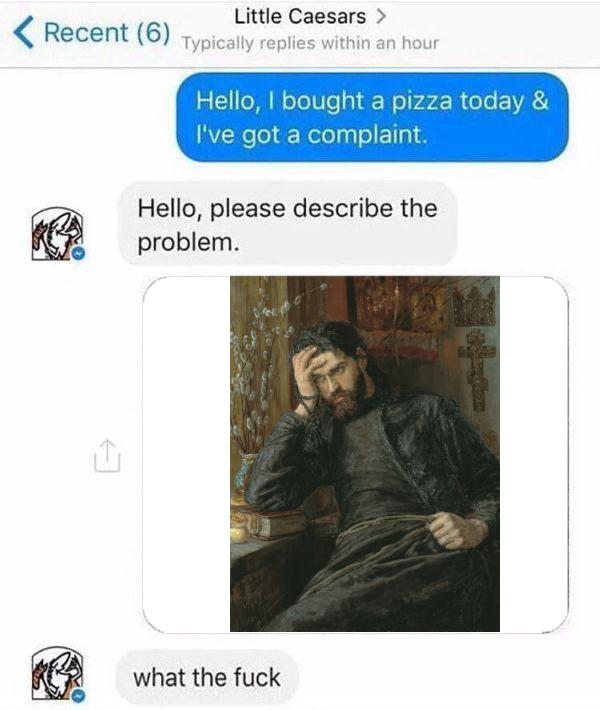 Little Caesars >
Recent (6)
Typically replies within an hour
Hello, I bought a pizza today &
I've got a complaint.
Hello, please describe the
problem.
what the fuck